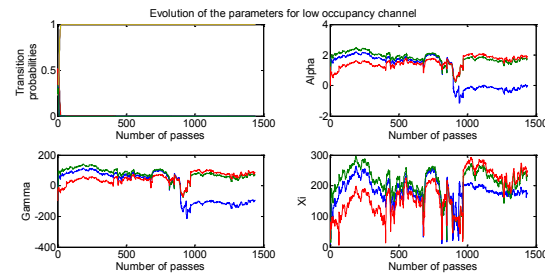 Evolution of the parameters for low occupancy channel
Transition
probabilities
1
0.5
0
0 500 1000 1500
Number of passes
Alpha
4
2
0
-2
0 500 1000 1500
Number of passes
Gamma
200
0
-200
-400
0 500 1000 1500
Number of passes
Xi
300
200
100
0
0 500 1000 1500
Number of passes